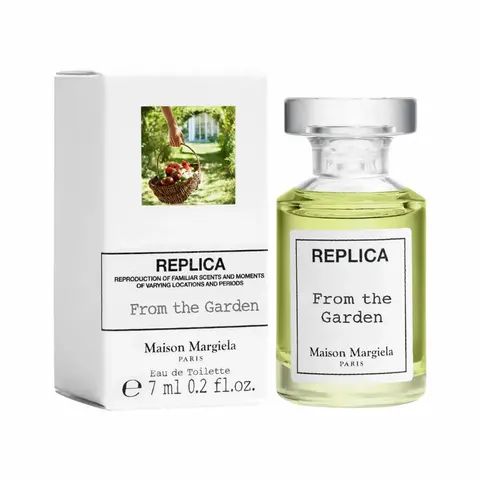 REPLICA
REPRODUCTION OF FAMILIAR SCENTS AND MOMENTS
OF VARYING LOCATIONS AND PERIODS
From the Garden
Maison Margiela
PARIS
Eau de Toilette
℮ 7 ml 0.2 fl.oz.
REPLICA
From the
Garden
Maison Margiela
PARIS